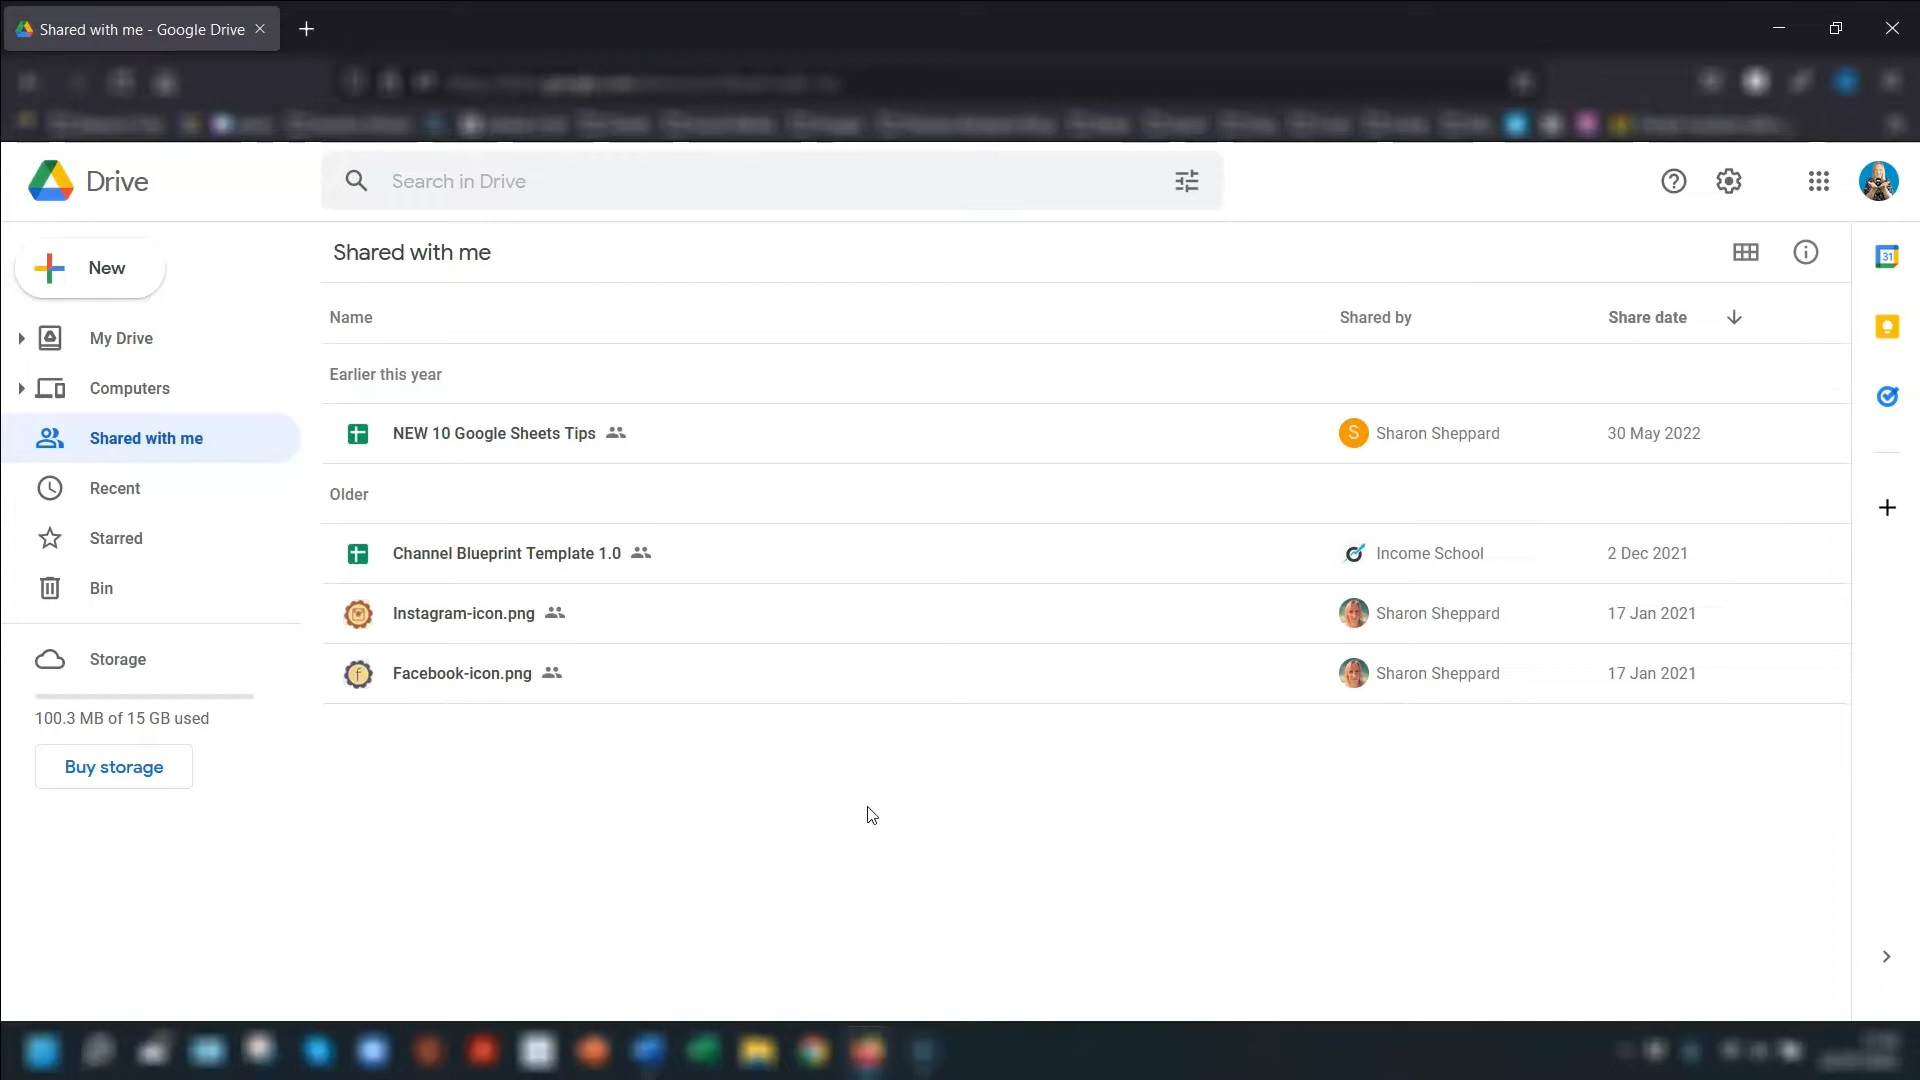 Shared with me - Google Drive
Drive
Search in Drive
New
My Drive
Computers
Shared with me
Recent
Starred
Bin
Storage
100.3 MB of 15 GB used
Buy storage
Shared with me
Name Shared by Share date
Earlier this year
NEW 10 Google Sheets Tips S Sharon Sheppard 30 May 2022
Older
Channel Blueprint Template 1.0 Income School 2 Dec 2021
Instagram-icon.png Sharon Sheppard 17 Jan 2021
Facebook-icon.png Sharon Sheppard 17 Jan 2021
31